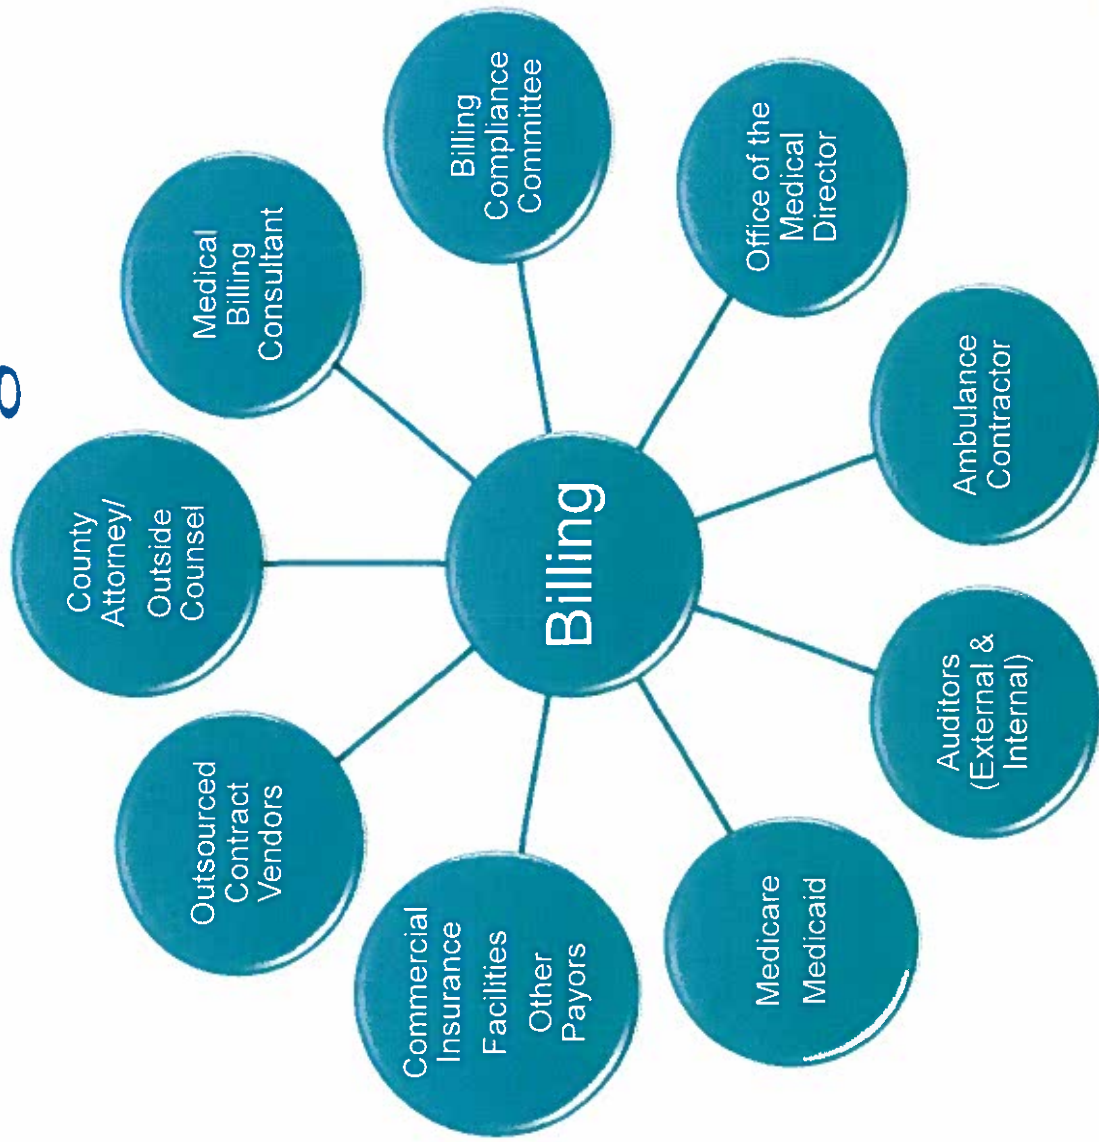 Billing
County
Attorney/
Outside
Counsel
Medical
Billing
Consultant
Billing
Compliance
Committee
Office of the
Medical
Director
Ambulance
Contractor
Auditors
(External &
Internal)
Medicare
Medicaid
Commercial
Insurance
Facilities
Other
Payors
Outsourced
Contract
Vendors